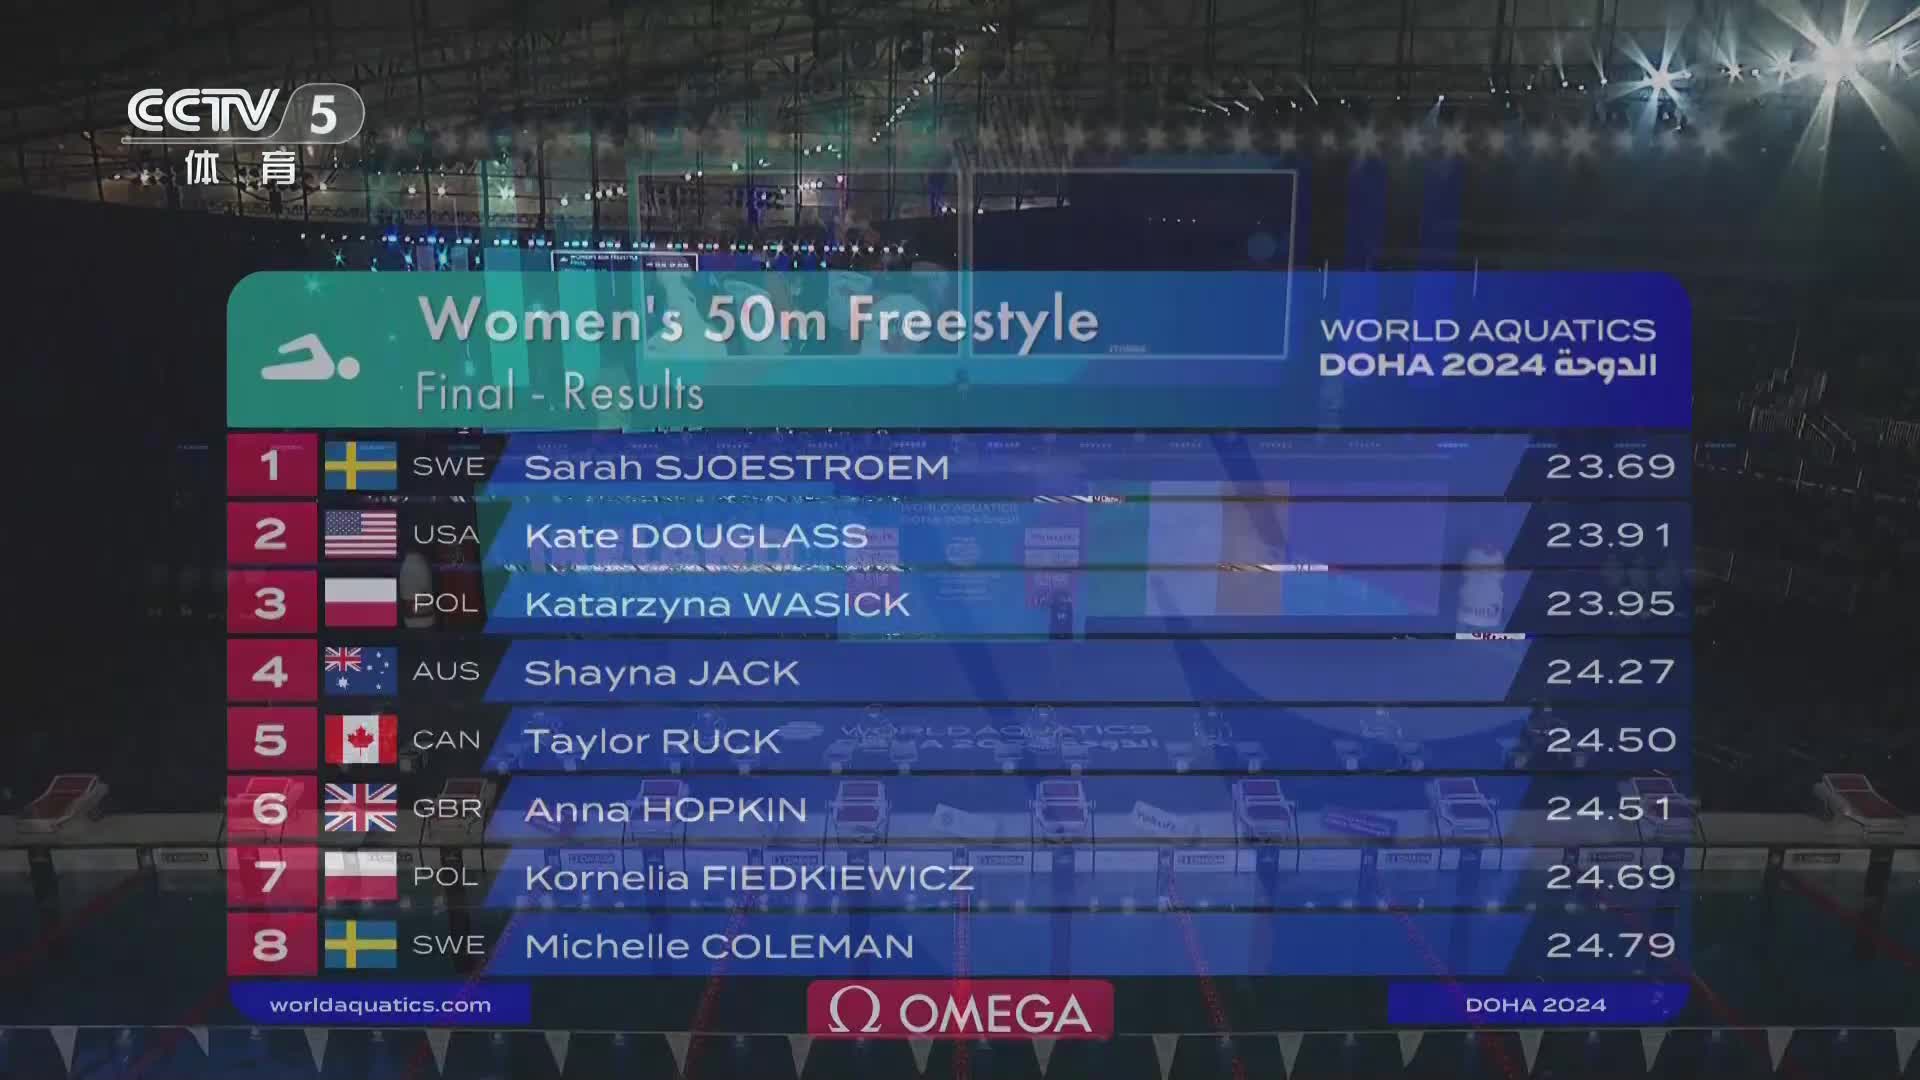 CCTV 5
体育
Women's 50m Freestyle
Final - Results
WORLD AQUATICS
DOHA 2024 الدوحة
1 SWE Sarah SJOESTROEM 23.69
2 USA Kate DOUGLASS 23.91
3 POL Katarzyna WASICK 23.95
4 AUS Shayna JACK 24.27
5 CAN Taylor RUCK 24.50
6 GBR Anna HOPKIN 24.51
7 POL Kornelia FIEDKIEWICZ 24.69
8 SWE Michelle COLEMAN 24.79
worldaquatics.com
Ω OMEGA
DOHA 2024